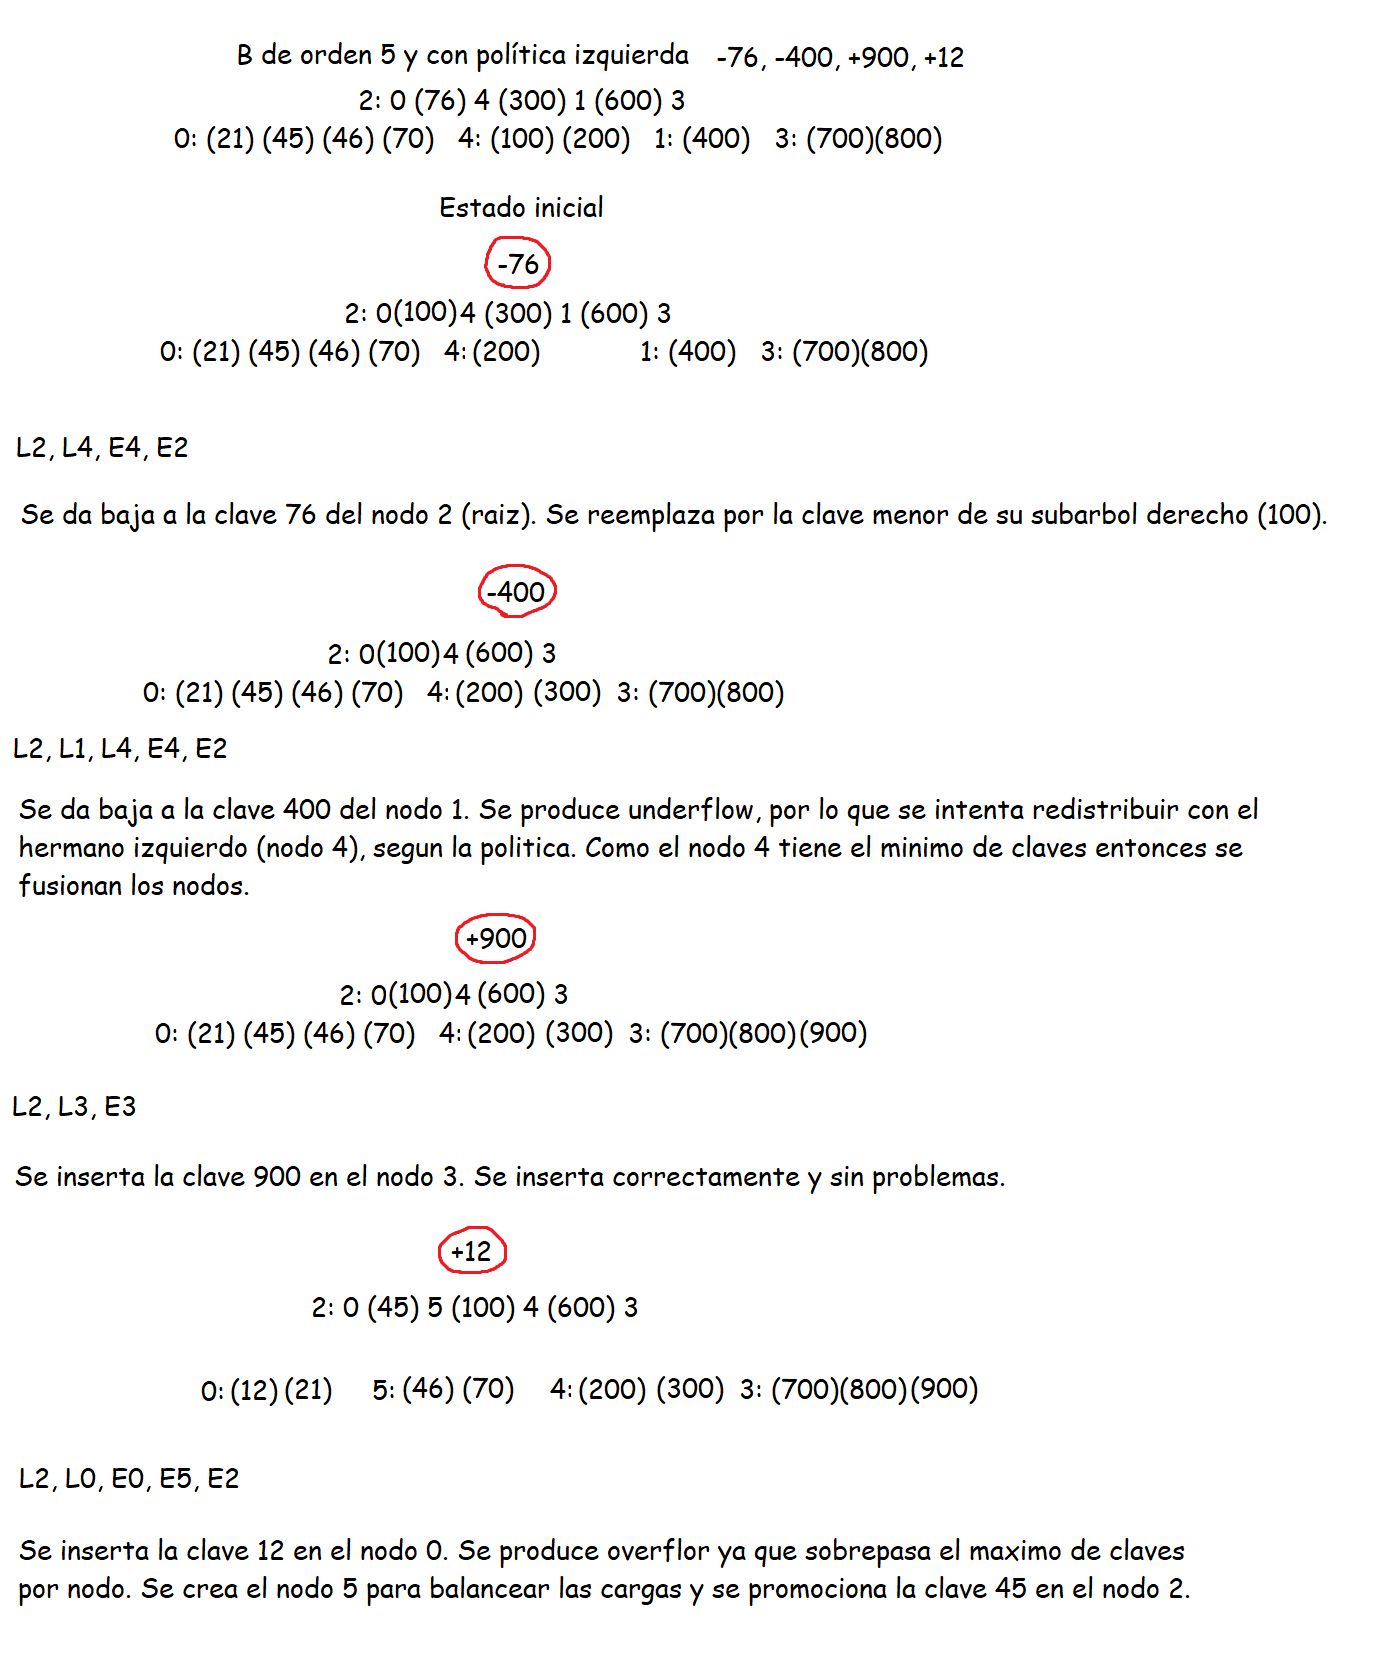 B de orden 5 y con política izquierda -76, -400, +900, +12
2: 0 (76) 4 (300) 1 (600) 3
0: (21) (45) (46) (70) 4: (100) (200) 1: (400) 3: (700)(800)
Estado inicial
-76
2: 0(100)4 (300) 1 (600) 3
0: (21) (45) (46) (70) 4: (200) 1: (400) 3: (700)(800)
L2, L4, E4, E2
Se da baja a la clave 76 del nodo 2 (raiz). Se reemplaza por la clave menor de su subarbol derecho (100).
-400
2: 0(100)4 (600) 3
0: (21) (45) (46) (70) 4: (200) (300) 3: (700)(800)
L2, L1, L4, E4, E2
Se da baja a la clave 400 del nodo 1. Se produce underflow, por lo que se intenta redistribuir con el
hermano izquierdo (nodo 4), segun la politica. Como el nodo 4 tiene el minimo de claves entonces se
fusionan los nodos.
+900
2: 0(100)4 (600) 3
0: (21) (45) (46) (70) 4: (200) (300) 3: (700)(800)(900)
L2, L3, E3
Se inserta la clave 900 en el nodo 3. Se inserta correctamente y sin problemas.
+12
2: 0 (45) 5 (100) 4 (600) 3
0: (12) (21) 5: (46) (70) 4: (200) (300) 3: (700)(800)(900)
L2, L0, E0, E5, E2
Se inserta la clave 12 en el nodo 0. Se produce overflor ya que sobrepasa el maximo de claves
por nodo. Se crea el nodo 5 para balancear las cargas y se promociona la clave 45 en el nodo 2.